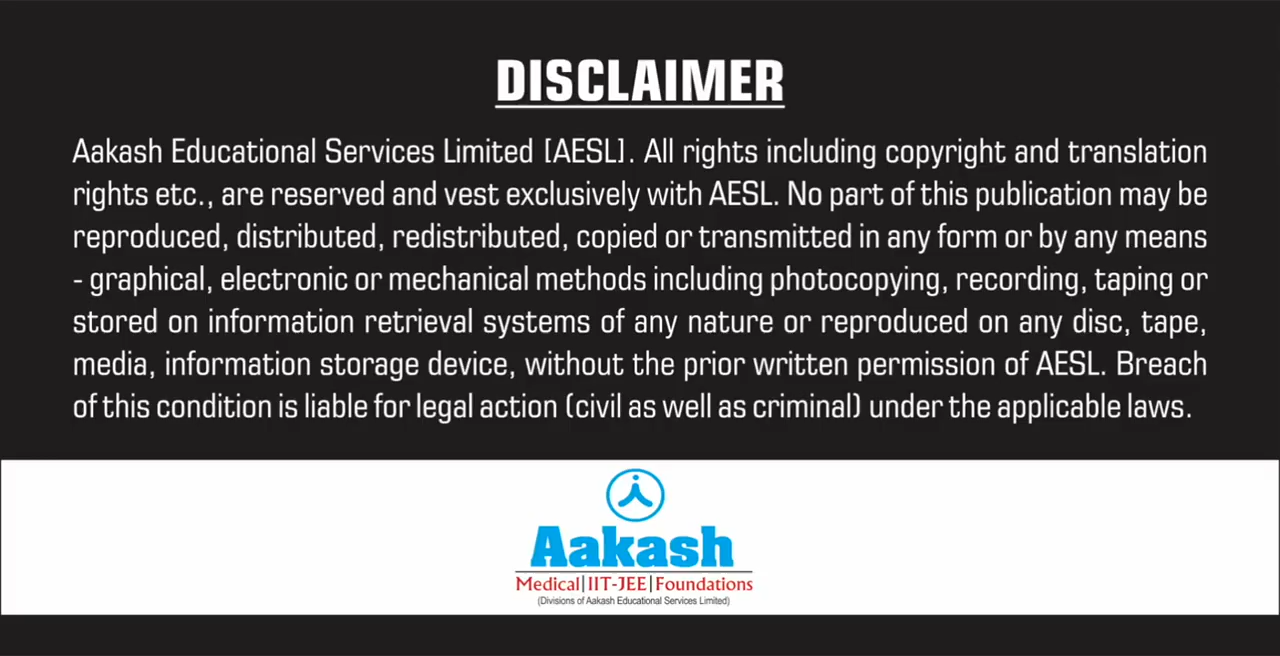 DISCLAIMER
Aakash Educational Services Limited [AESL]. All rights including copyright and translation
rights etc., are reserved and vest exclusively with AESL. No part of this publication may be
reproduced, distributed, redistributed, copied or transmitted in any form or by any means
- graphical, electronic or mechanical methods including photocopying, recording, taping or
stored on information retrieval systems of any nature or reproduced on any disc, tape,
media, information storage device, without the prior written permission of AESL. Breach
of this condition is liable for legal action (civil as well as criminal) under the applicable laws.
Aakash
Medical|IIT-JEE|Foundations
(Divisions of Aakash Educational Services Limited)